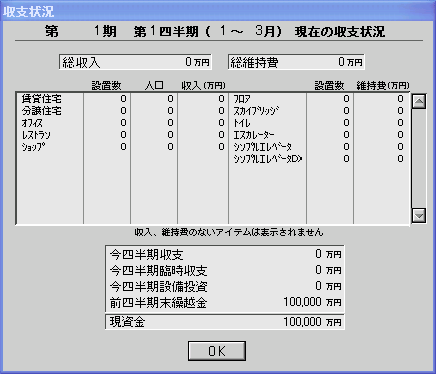 収支状況
第 1期 第1四半期（ 1～ 3月）現在の収支状況
総収入 0 万円 総維持費 0 万円
設置数 人口 収入(万円) 設置数 維持費(万円)
賃貸住宅 0 0 0 フロア 0 0
分譲住宅 0 0 0 スカイブリッジ 0 0
オフィス 0 0 0 トイレ 0 0
レストラン 0 0 0 エスカレーター 0 0
ショップ 0 0 0 シンプルエレベータ 0 0
シンプルエレベータDX 0 0
収入、維持費のないアイテムは表示されません
今四半期収支 0 万円
今四半期臨時収支 0 万円
今四半期設備投資 0 万円
前四半期末繰越金 100,000 万円
現資金 100,000 万円
OK